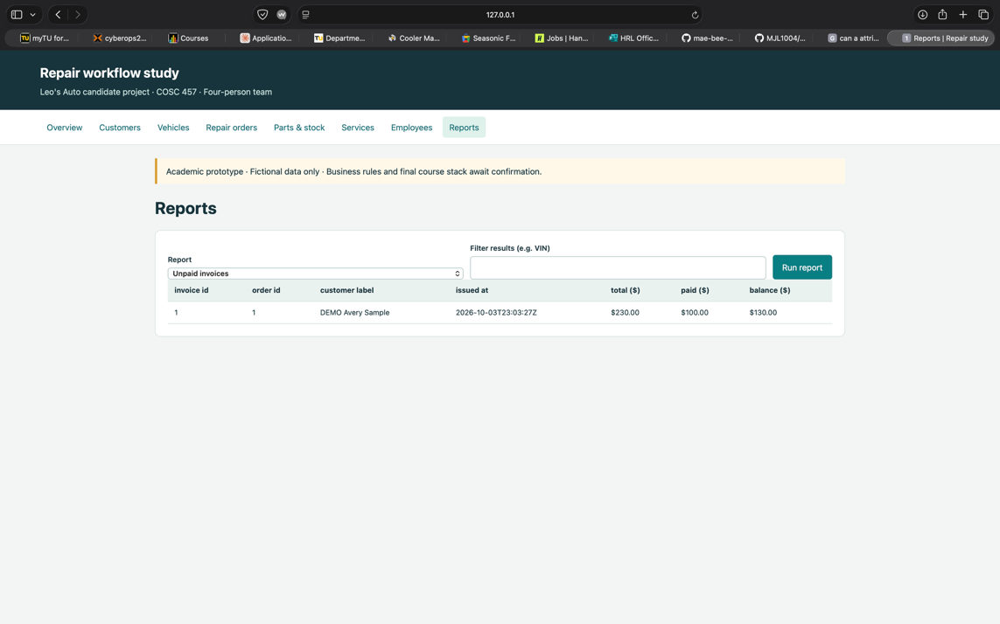 127.0.0.1
myTU for...
cyberops2...
Courses
Applicatio...
Departme...
Cooler Ma...
Seasonic F...
Jobs | Han...
HRL Offic...
mae-bee-...
MJL1004/...
can a attri...
Reports | Repair study
Repair workflow study
Leo's Auto candidate project · COSC 457 · Four-person team
Overview Customers Vehicles Repair orders Parts & stock Services Employees Reports
Academic prototype · Fictional data only · Business rules and final course stack await confirmation.
Reports
Filter results (e.g. VIN)
Report
Unpaid invoices
Run report
invoice id order id customer label issued at total ($) paid ($) balance ($)
1 1 DEMO Avery Sample 2026-10-03T23:03:27Z $230.00 $100.00 $130.00